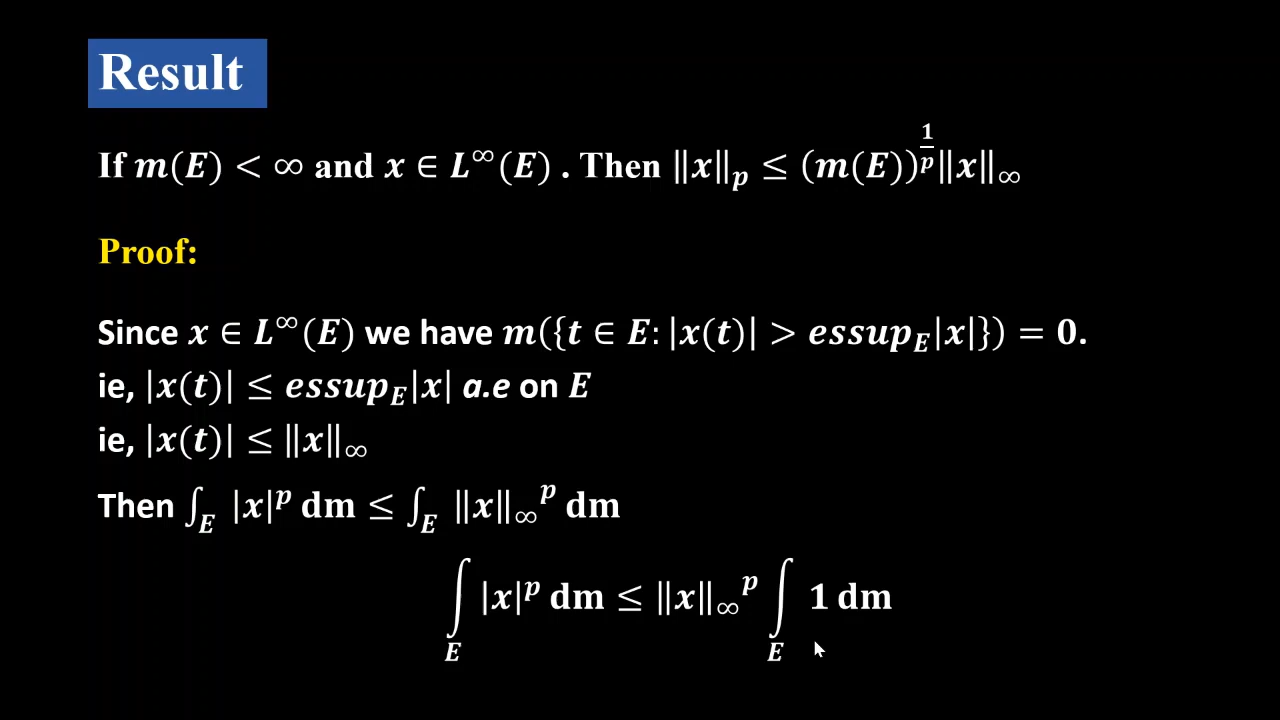 Result
If m(E) < ∞ and x ∈ L^∞(E) . Then ‖x‖_p ≤ (m(E))^{1/p}‖x‖_∞
Proof:
Since x ∈ L^∞(E) we have m({t ∈ E: |x(t)| > essup_E|x|}) = 0.
ie, |x(t)| ≤ essup_E|x| a.e on E
ie, |x(t)| ≤ ‖x‖_∞
Then ∫_E |x|^p dm ≤ ∫_E ‖x‖_∞^p dm
∫_E |x|^p dm ≤ ‖x‖_∞^p ∫_E 1 dm